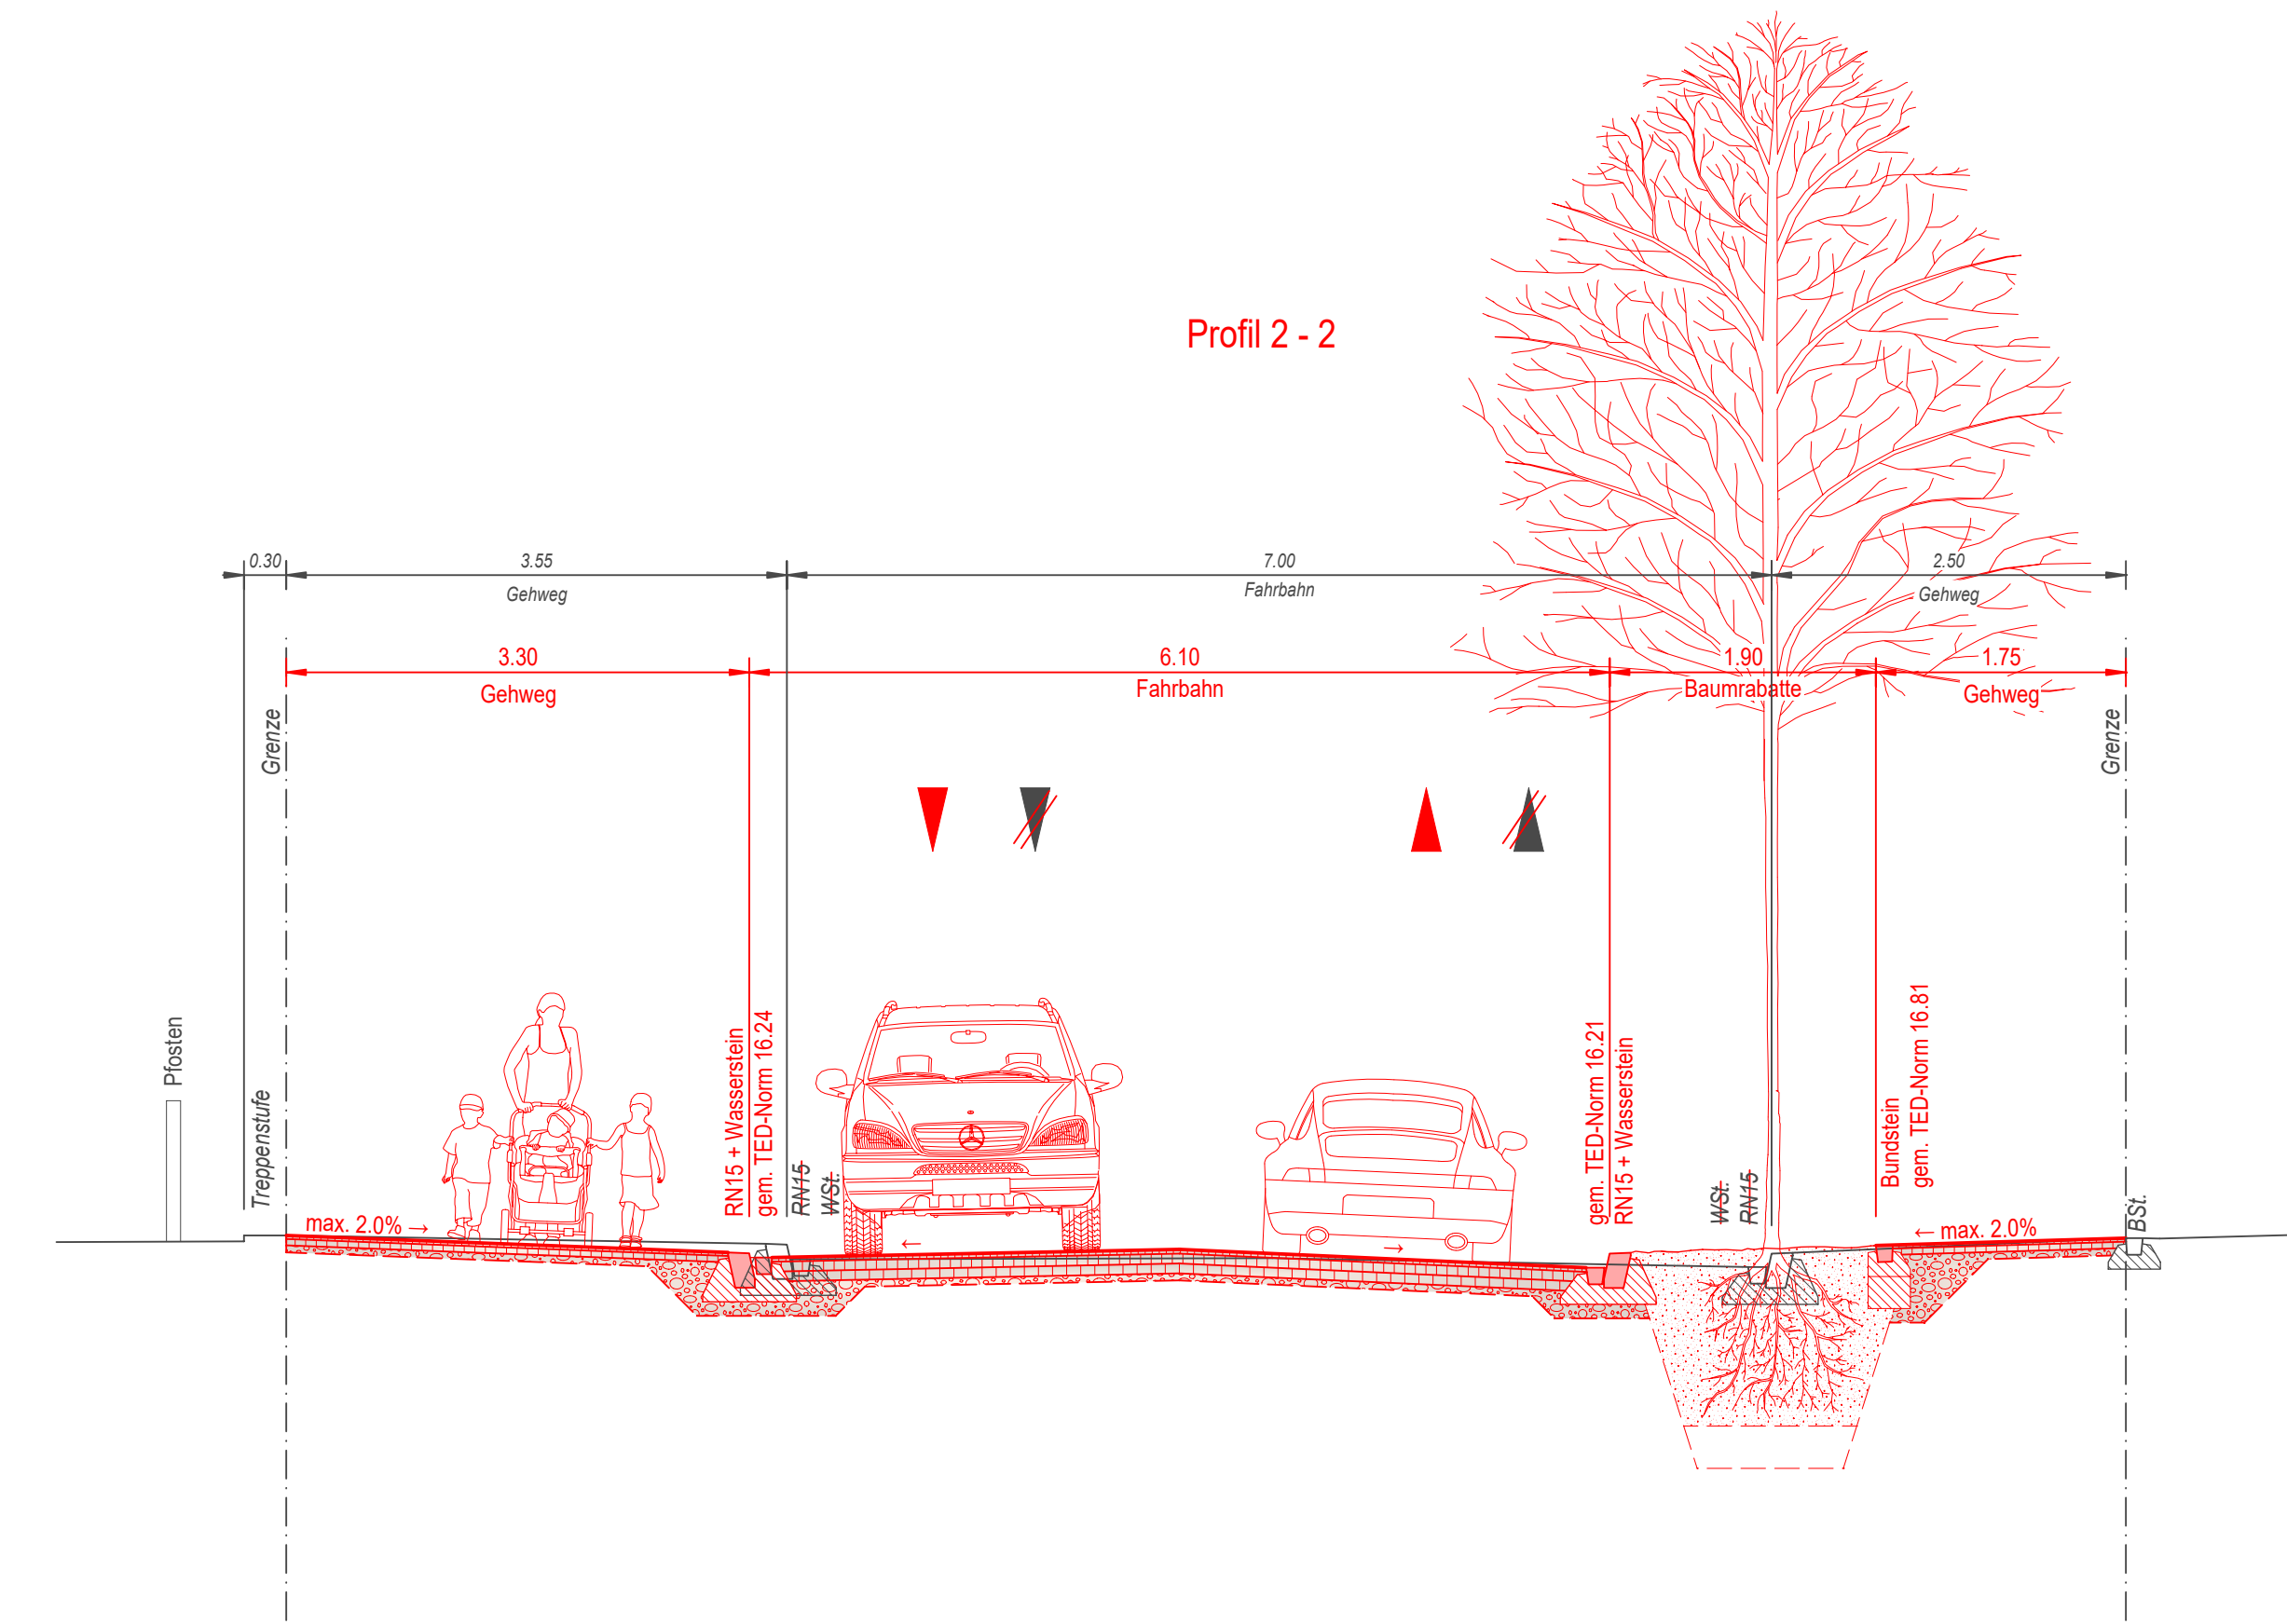 Profil 2 - 2
0.30
3.55
7.00
2.50
Gehweg
Fahrbahn
Gehweg
3.30
6.10
1.90
1.75
Gehweg
Fahrbahn
Baumrabatte
Gehweg
Grenze
Grenze
Pfosten
Treppenstufe
RN15 + Wasserstein
gem. TED-Norm 16.24
RN15
WSt.
gem. TED-Norm 16.21
RN15 + Wasserstein
WSt.
RN15
Bundstein
gem. TED-Norm 16.81
BSt.
max. 2.0% →
←
→
← max. 2.0%